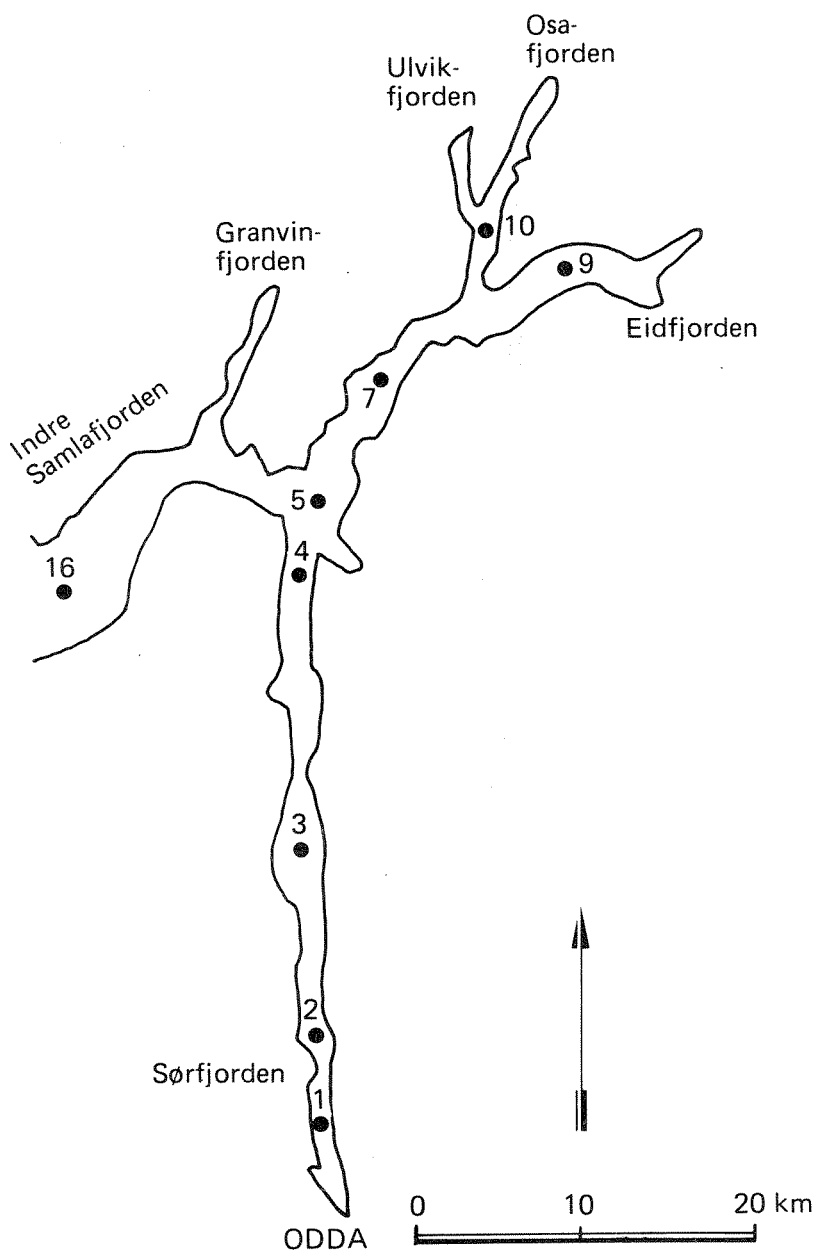 Osa-
fjorden
Ulvik-
fjorden
10
Granvin-
fjorden
9
Eidfjorden
7
Indre
Samlafjorden
5
4
16
3
2
Sørfjorden
1
0 10 20 km
ODDA